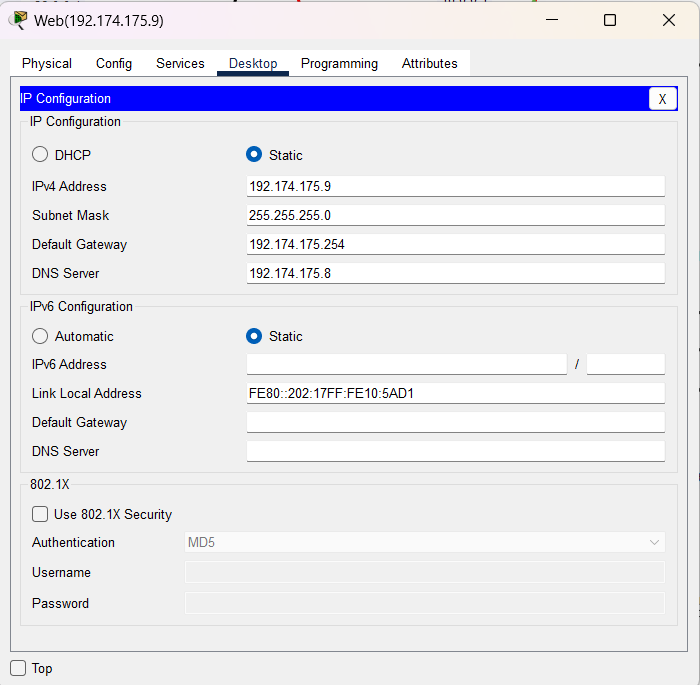 Web(192.174.175.9)
Physical Config Services Desktop Programming Attributes
IP Configuration
X
IP Configuration
DHCP Static
IPv4 Address 192.174.175.9
Subnet Mask 255.255.255.0
Default Gateway 192.174.175.254
DNS Server 192.174.175.8
IPv6 Configuration
Automatic Static
IPv6 Address /
Link Local Address FE80::202:17FF:FE10:5AD1
Default Gateway
DNS Server
802.1X
Use 802.1X Security
Authentication MD5
Username
Password
Top